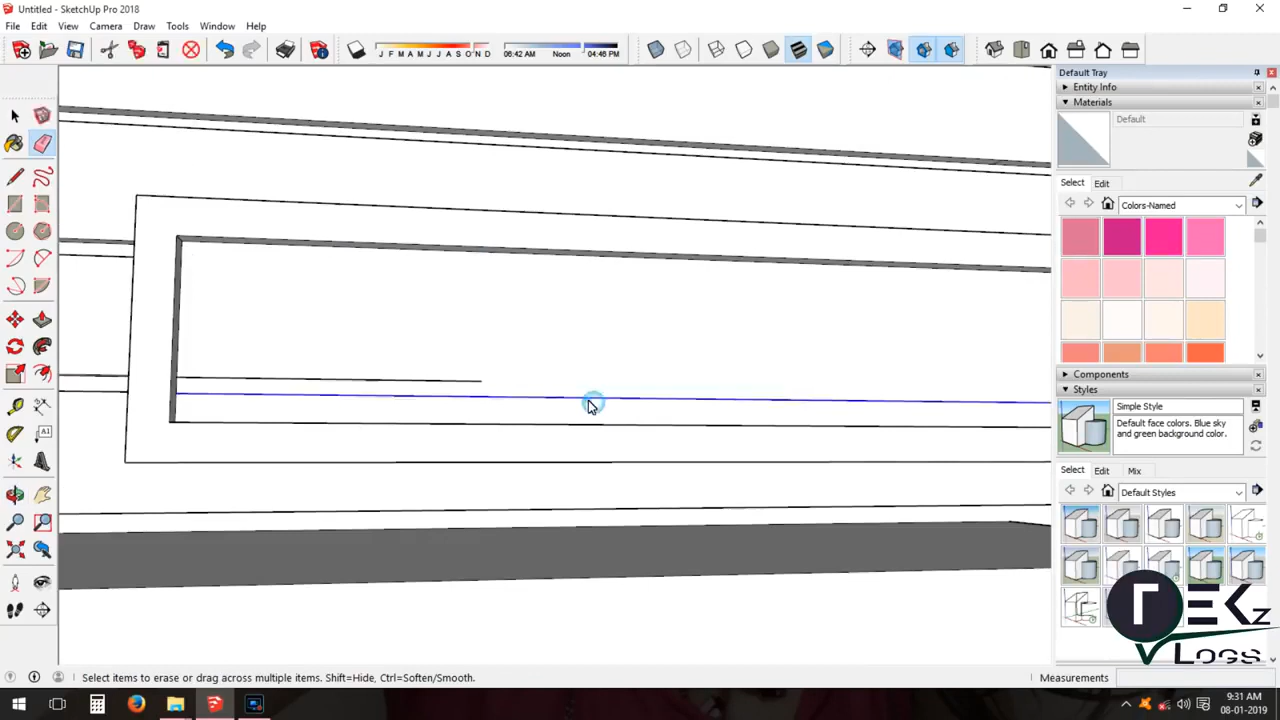 Untitled - SketchUp Pro 2018
File Edit View Camera Draw Tools Window Help
J F M A M J J A S O N D 06:42 AM Noon 04:46 PM
Default Tray
Entity Info
Materials
Default
Select Edit
Colors-Named
Components
Styles
Simple Style
Default face colors. Blue sky and green background color.
Select Edit Mix
Default Styles
A1
TEKz
VLogs
Select items to erase or drag across multiple items. Shift=Hide, Ctrl=Soften/Smooth.
Measurements
9:31 AM
08-01-2019